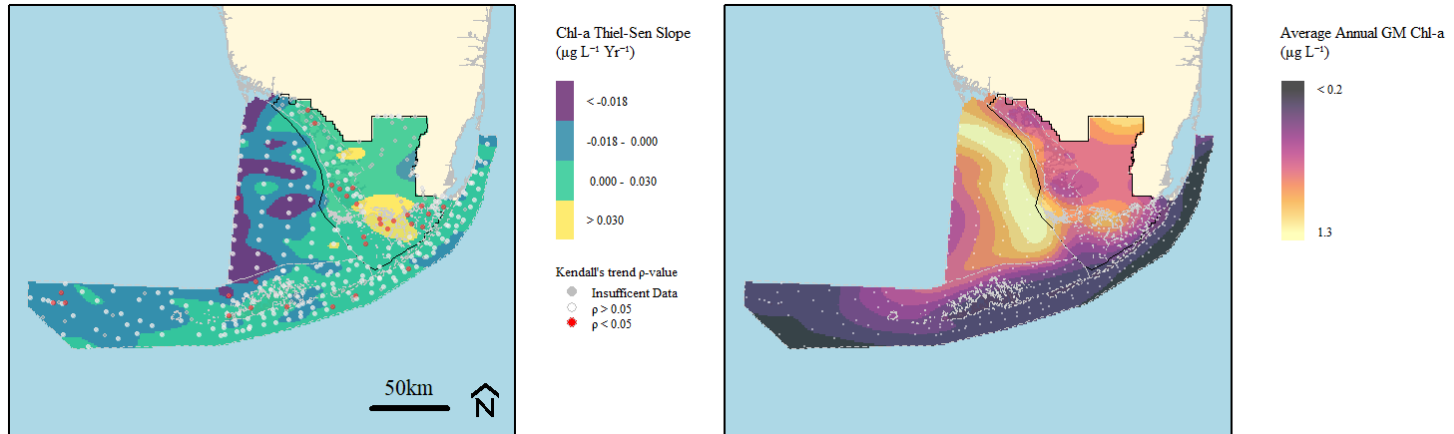 Chl-a Thiel-Sen Slope
(µg L⁻¹ Yr⁻¹)
< -0.018
-0.018 - 0.000
0.000 - 0.030
> 0.030
Kendall's trend ρ-value
Insufficent Data
ρ > 0.05
ρ < 0.05
50km
N
Average Annual GM Chl-a
(µg L⁻¹)
< 0.2
1.3